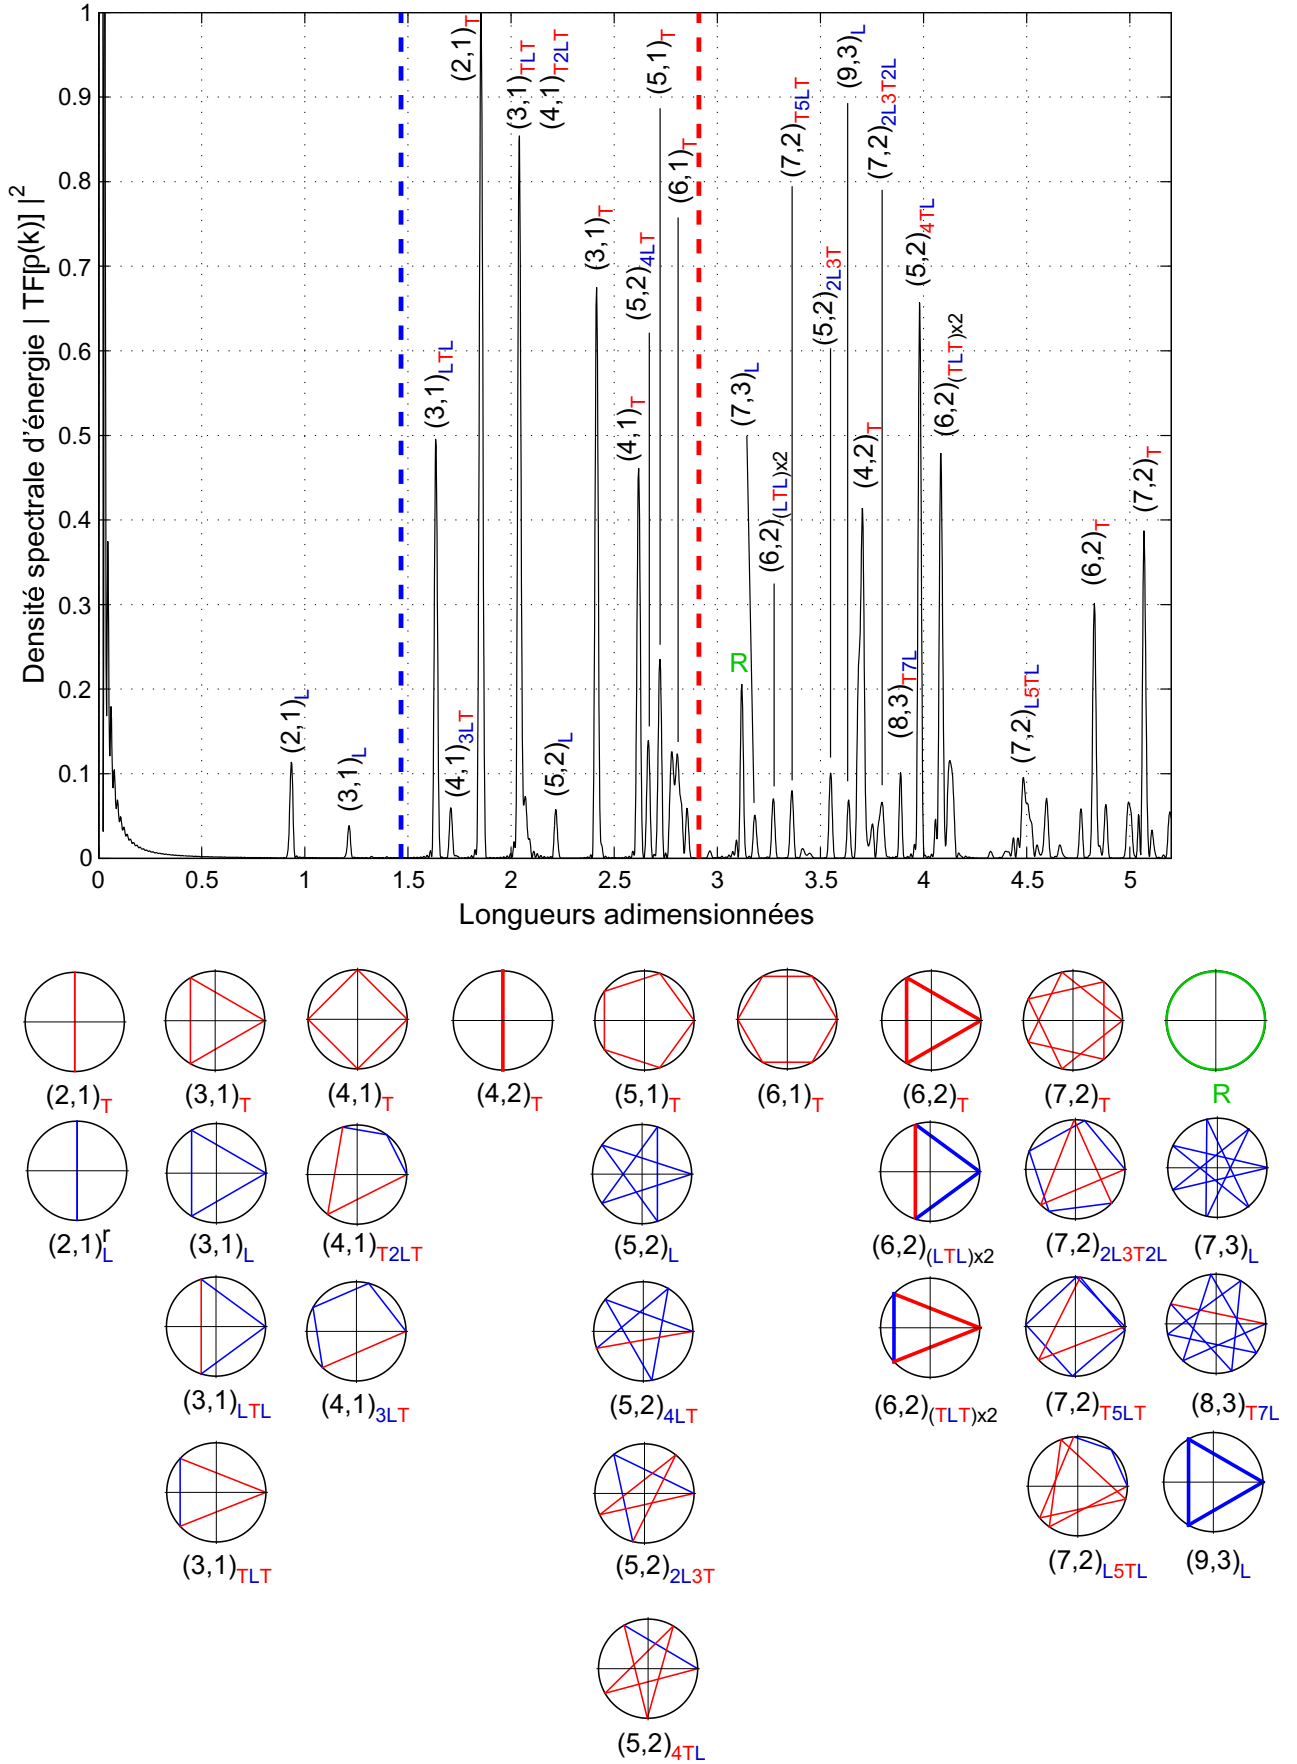 Densité spectrale d'énergie | TF[ρ(k)] |²
1
0.9
0.8
0.7
0.6
0.5
0.4
0.3
0.2
0.1
0
(2,1)L
(3,1)L
(3,1)LTL
(4,1)3LT
(2,1)T
(3,1)TLT
(4,1)T2LT
(5,2)L
(3,1)T
(4,1)T
(5,2)4LT
(5,1)T
(6,1)T
R
(7,3)L
(6,2)(LTL)x2
(7,2)T5LT
(5,2)2L3T
(9,3)L
(4,2)T
(7,2)2L3T2L
(8,3)T7L
(5,2)4TL
(6,2)(TLT)x2
(7,2)L5TL
(6,2)T
(7,2)T
0 0.5 1 1.5 2 2.5 3 3.5 4 4.5 5
Longueurs adimensionnées
(2,1)T (3,1)T (4,1)T (4,2)T (5,1)T (6,1)T (6,2)T (7,2)T R
(2,1)rL (3,1)L (4,1)T2LT (5,2)L (6,2)(LTL)x2 (7,2)2L3T2L (7,3)L
(3,1)LTL (4,1)3LT (5,2)4LT (6,2)(TLT)x2 (7,2)T5LT (8,3)T7L
(3,1)TLT (5,2)2L3T (7,2)L5TL (9,3)L
(5,2)4TL